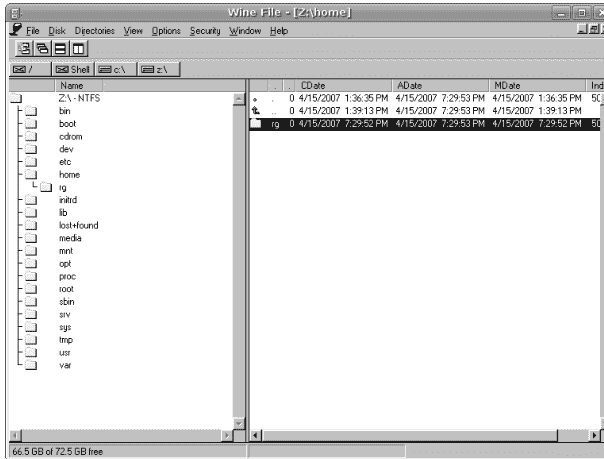 Wine File - [Z:\home]
File Disk Directories View Options Security Window Help
/ Shell c:\ z:\
Name
Z:\ - NTFS
bin
boot
cdrom
dev
etc
home
rg
initrd
lib
lost+found
media
mnt
opt
proc
root
sbin
srv
sys
tmp
usr
var
CDate ADate MDate Ind
. 0 4/15/2007 1:36:35 PM 4/15/2007 7:29:53 PM 4/15/2007 1:36:35 PM 50
.. 0 4/15/2007 1:39:13 PM 4/15/2007 7:29:53 PM 4/15/2007 1:39:13 PM
rg 0 4/15/2007 7:29:52 PM 4/15/2007 7:29:53 PM 4/15/2007 7:29:52 PM 50
66.5 GB of 72.5 GB free